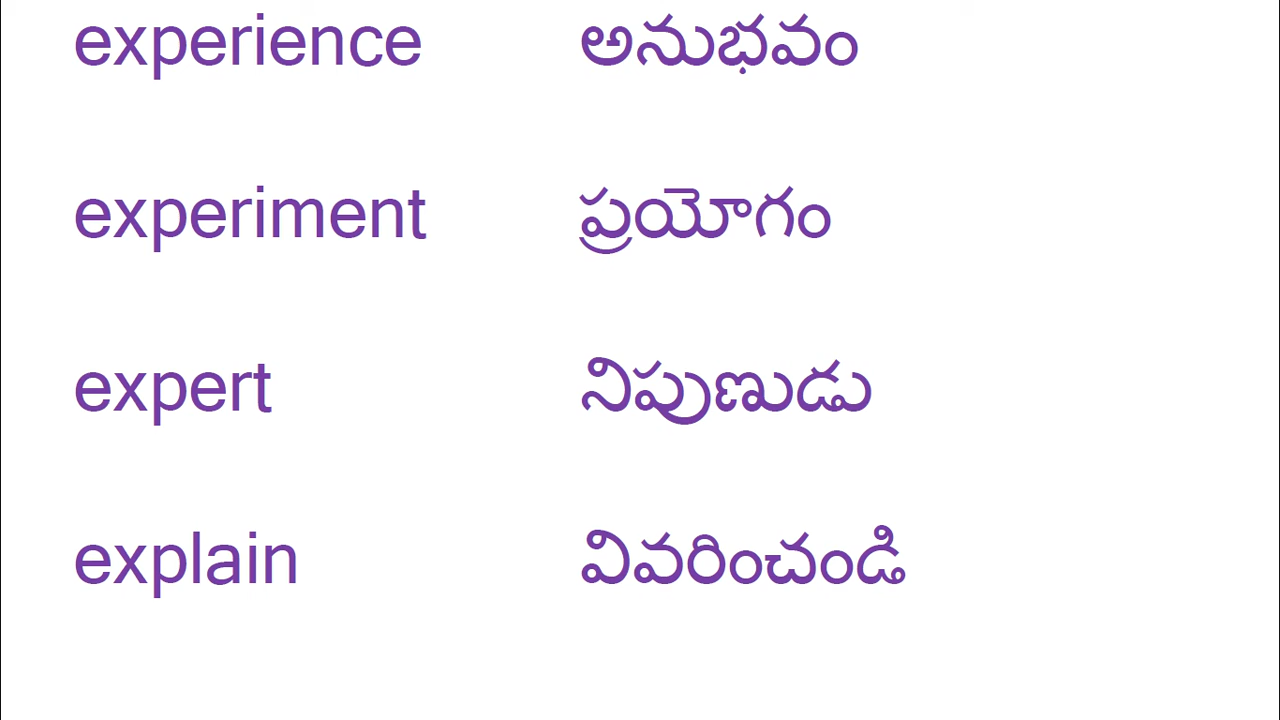 experience అనుభవం
experiment ప్రయోగం
expert నిపుణుడు
explain వివరించండి